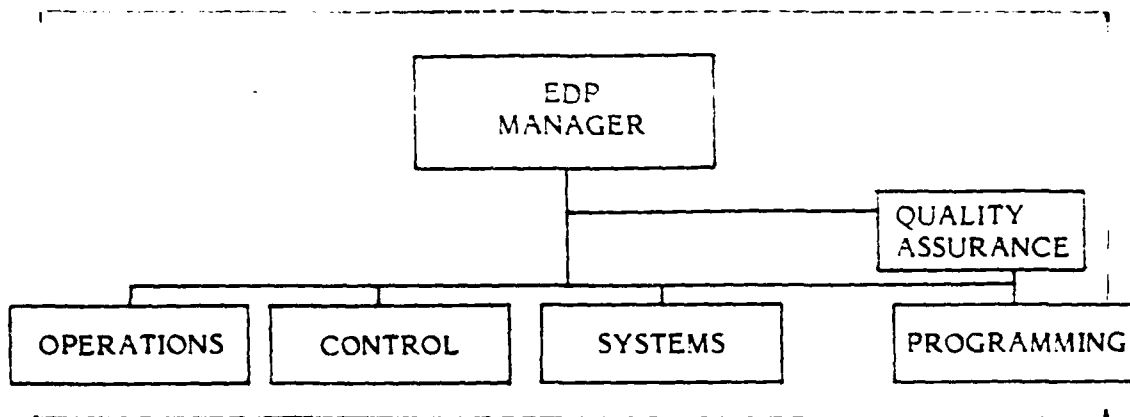 EDP
MANAGER
QUALITY
ASSURANCE
OPERATIONS
CONTROL
SYSTEMS
PROGRAMMING